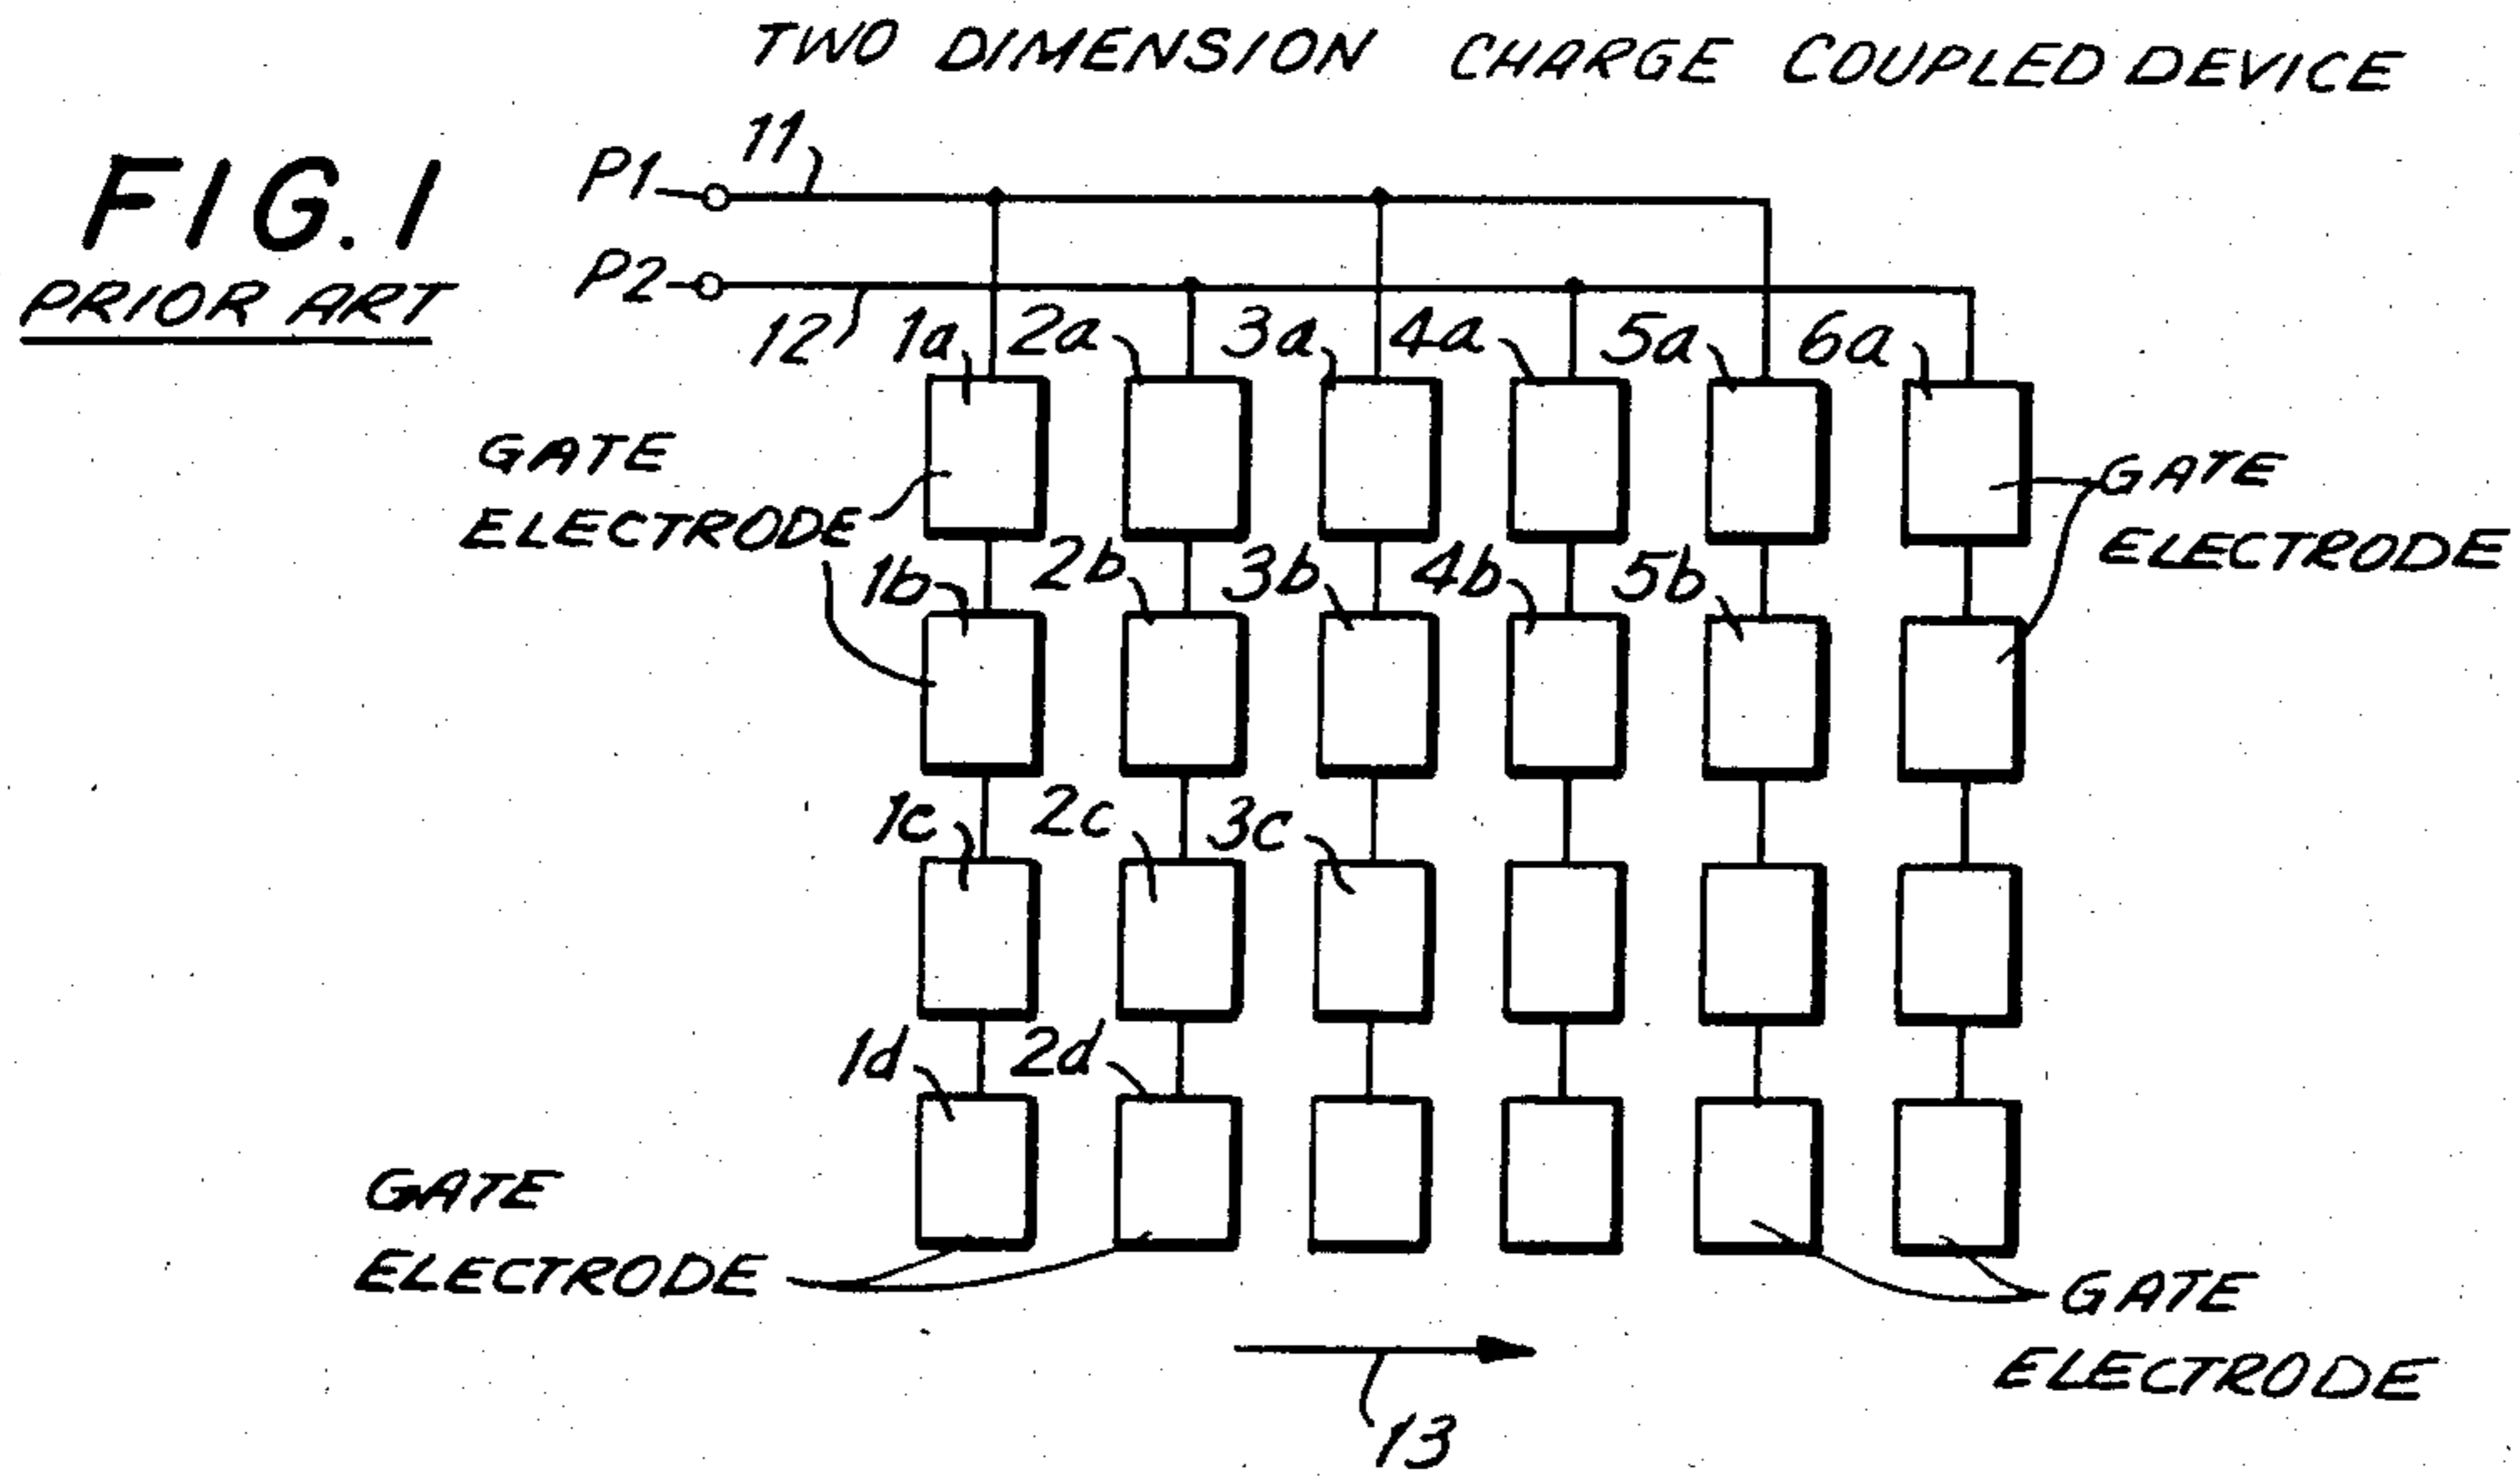 TWO DIMENSION CHARGE COUPLED DEVICE
FIG. 1
PRIOR ART
P1
11
P2
12
1a 2a 3a 4a 5a 6a
GATE
ELECTRODE
GATE
ELECTRODE
1b 2b 3b 4b 5b
1c 2c 3c
1d 2d
GATE
ELECTRODE
GATE
ELECTRODE
13